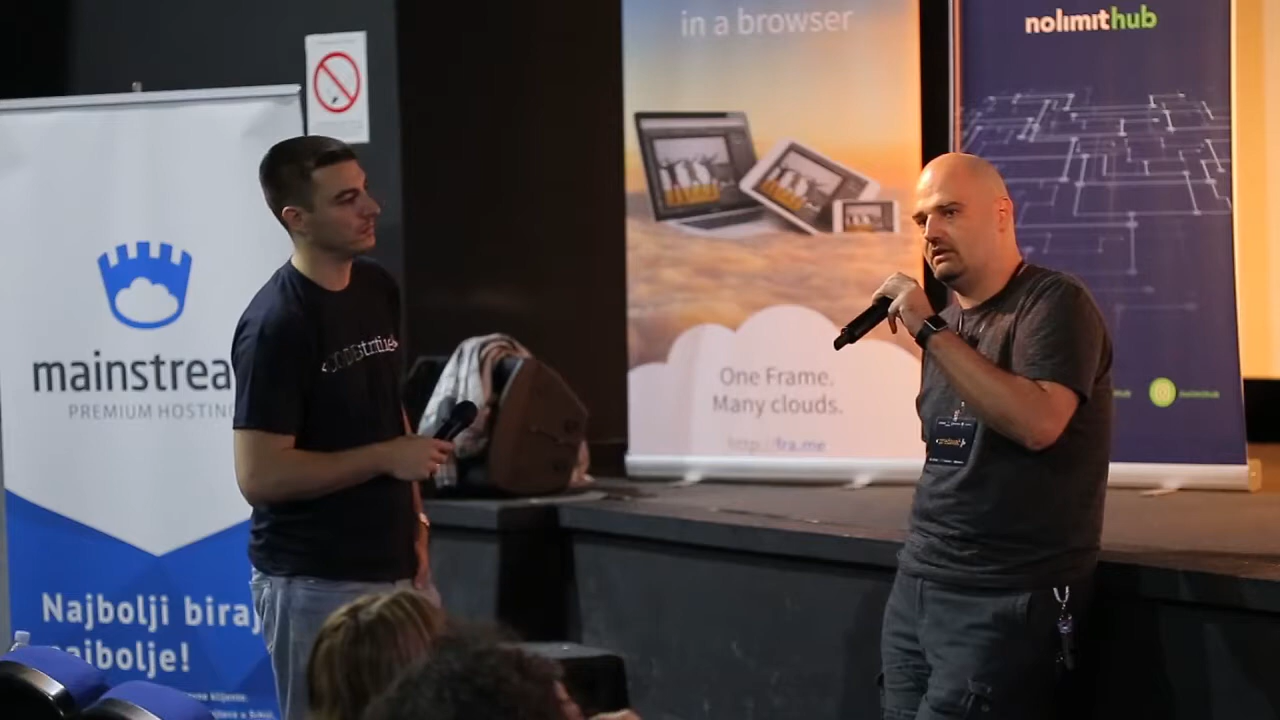 mainstrea
PREMIUM HOSTING
Najbolji biraj
najbolje!
in a browser
One Frame.
Many clouds.
http://fra.me
nolimithub